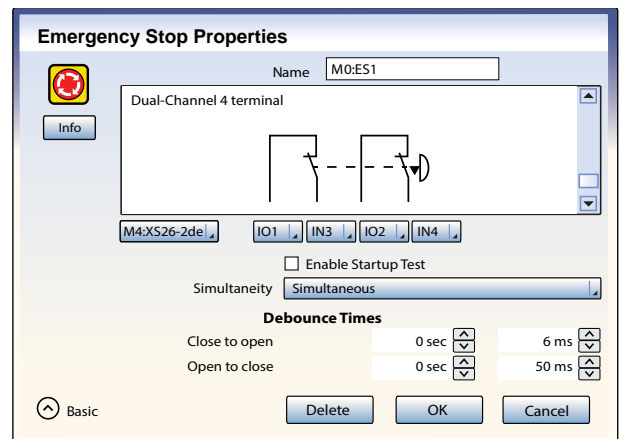 Emergency Stop Properties
Name M0:ES1
Info
Dual-Channel 4 terminal
M4:XS26-2de IO1 IN3 IO2 IN4
Enable Startup Test
Simultaneity Simultaneous
Debounce Times
Close to open 0 sec 6 ms
Open to close 0 sec 50 ms
Basic Delete OK Cancel